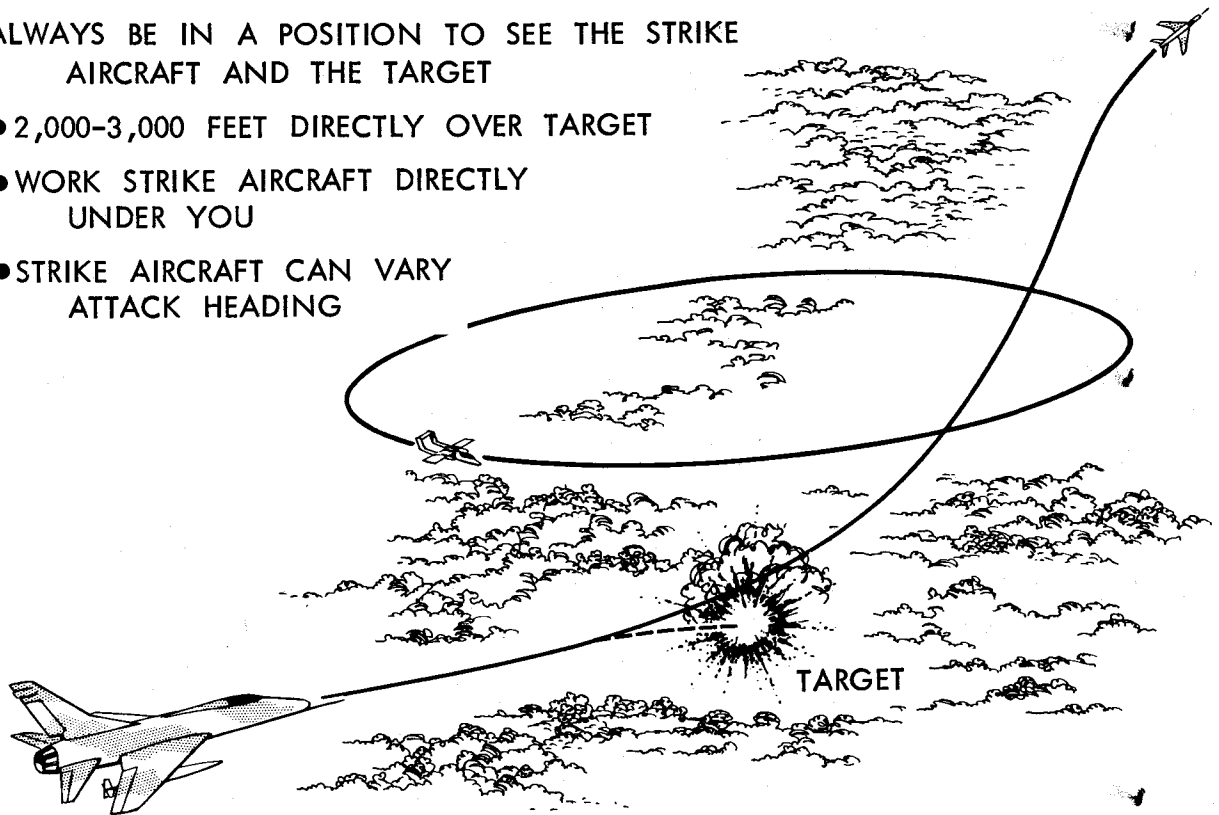 ALWAYS BE IN A POSITION TO SEE THE STRIKE
AIRCRAFT AND THE TARGET
● 2,000-3,000 FEET DIRECTLY OVER TARGET
● WORK STRIKE AIRCRAFT DIRECTLY
UNDER YOU
● STRIKE AIRCRAFT CAN VARY
ATTACK HEADING
TARGET